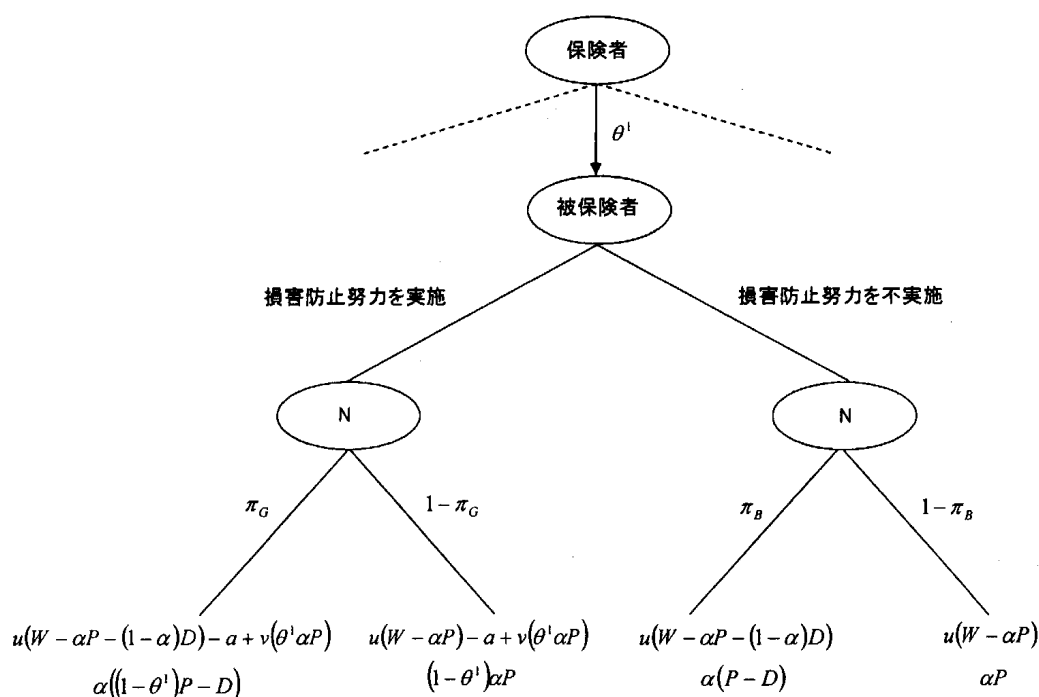 保険者
θ¹
被保険者
損害防止努力を実施
損害防止努力を不実施
N
N
π_G
1 − π_G
π_B
1 − π_B
u(W − αP − (1 − α)D) − a + v(θ¹αP)
u(W − αP) − a + v(θ¹αP)
u(W − αP − (1 − α)D)
u(W − αP)
α((1 − θ¹)P − D)
(1 − θ¹)αP
α(P − D)
αP